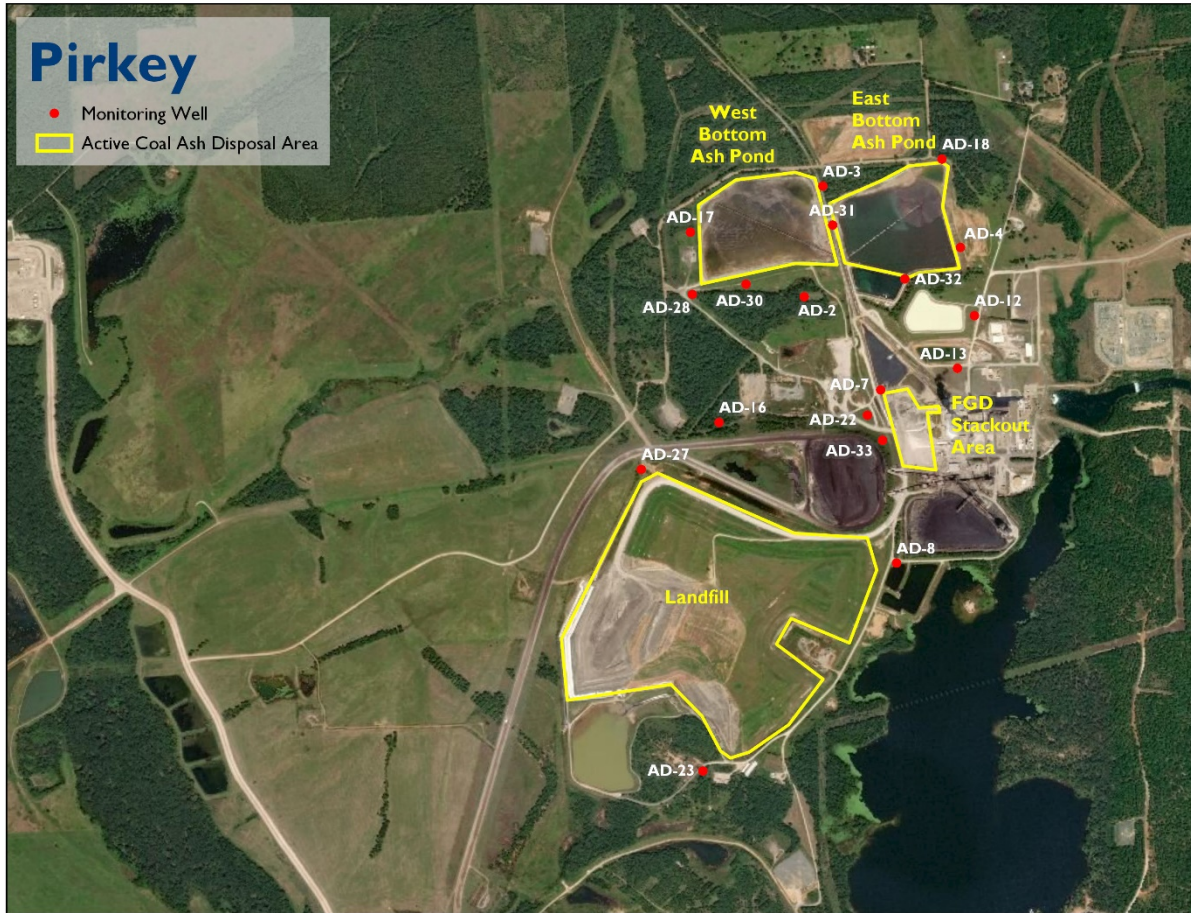 Pirkey
Monitoring Well
Active Coal Ash Disposal Area
West
Bottom
Ash Pond
East
Bottom
Ash Pond
AD-18
AD-3
AD-31
AD-17
AD-4
AD-32
AD-30
AD-28
AD-2
AD-12
AD-13
AD-7
FGD
Stackout
Area
AD-22
AD-16
AD-33
AD-27
AD-8
Landfill
AD-23